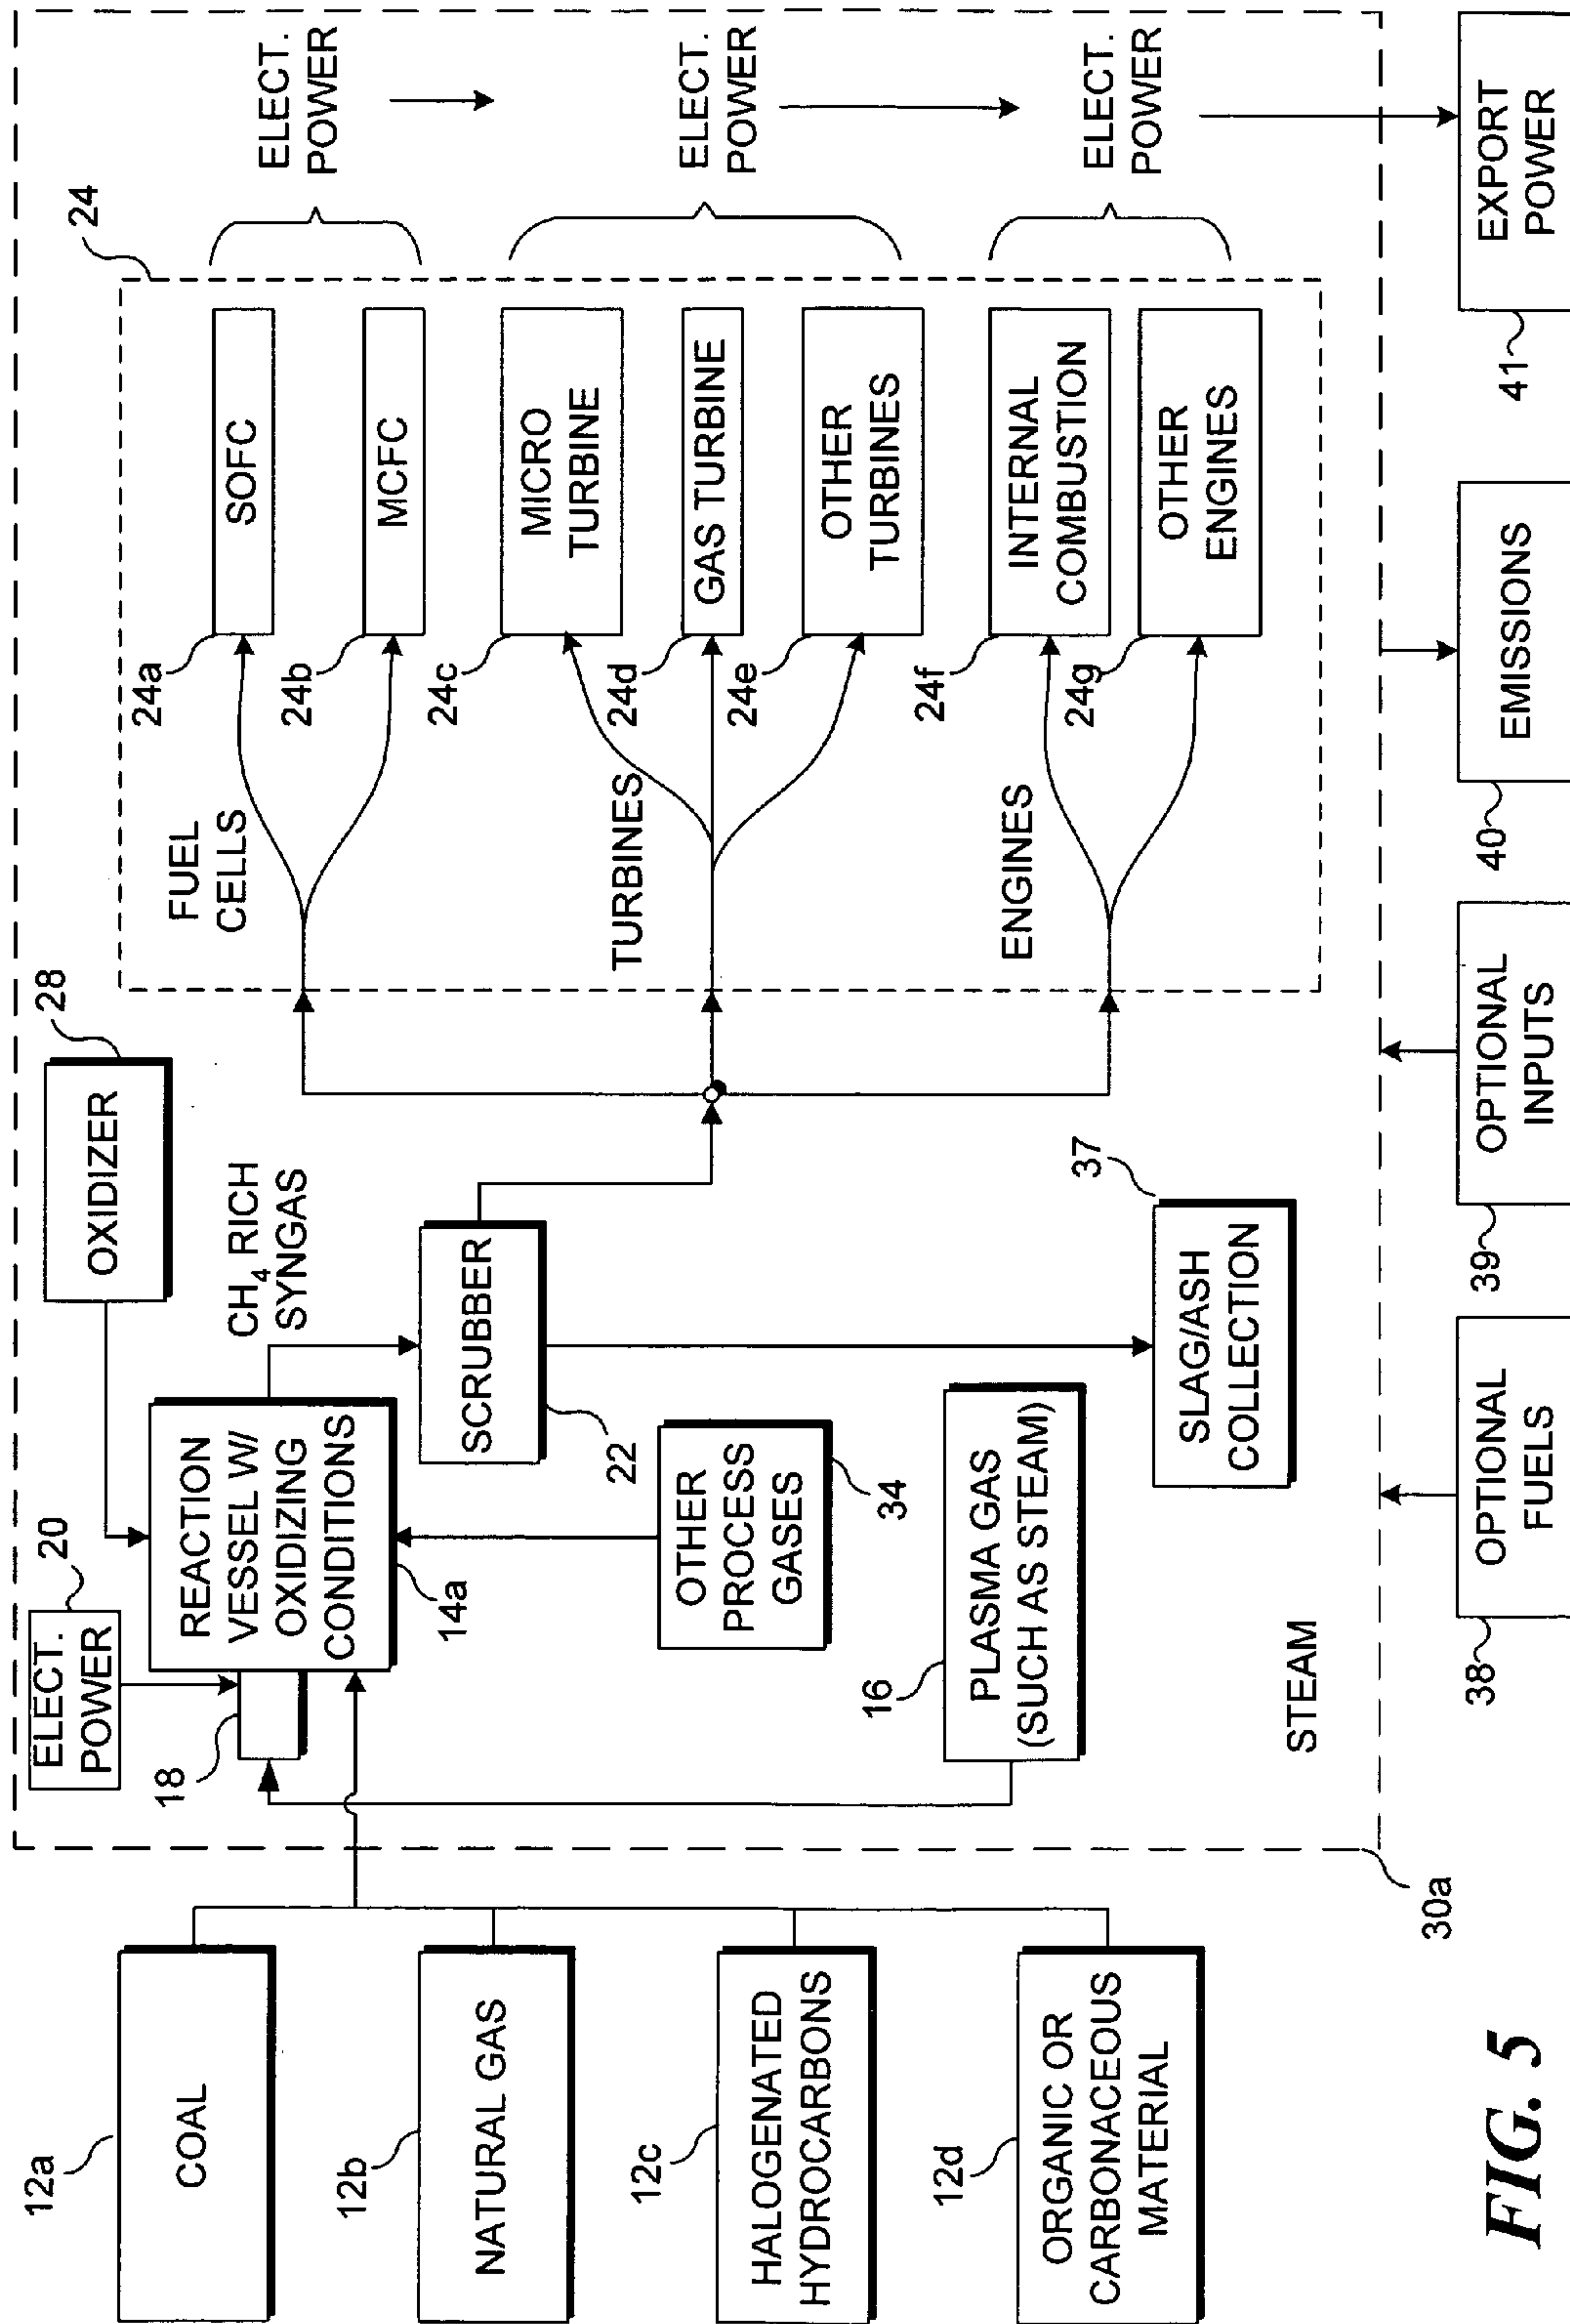 12a
COAL
12b
NATURAL GAS
12c
HALOGENATED
HYDROCARBONS
12d
ORGANIC OR
CARBONACEOUS
MATERIAL
30a
ELECT.
POWER
20
18
REACTION
VESSEL W/
OXIDIZING
CONDITIONS
14a
OXIDIZER
28
CH₄ RICH
SYNGAS
SCRUBBER
22
OTHER
PROCESS
GASES
34
16
PLASMA GAS
(SUCH AS STEAM)
SLAG/ASH
COLLECTION
37
STEAM
24
FUEL
CELLS
24a
SOFC
24b
MCFC
TURBINES
24c
MICRO
TURBINE
24d
GAS TURBINE
24e
OTHER
TURBINES
ENGINES
24f
INTERNAL
COMBUSTION
24g
OTHER
ENGINES
ELECT.
POWER
ELECT.
POWER
ELECT.
POWER
38
OPTIONAL
FUELS
39
OPTIONAL
INPUTS
40
EMISSIONS
41
EXPORT
POWER
FIG. 5